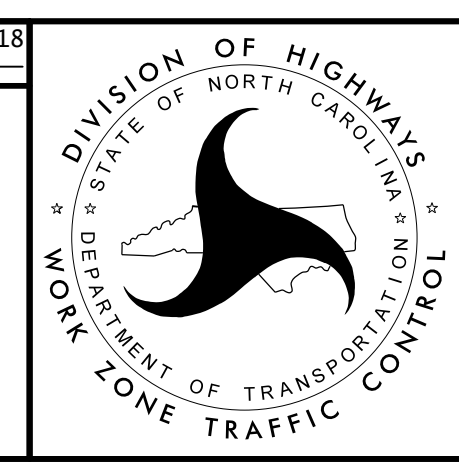 18
DIVISION OF HIGHWAYS
STATE OF NORTH CAROLINA
DEPARTMENT OF TRANSPORTATION
WORK ZONE TRAFFIC CONTROL